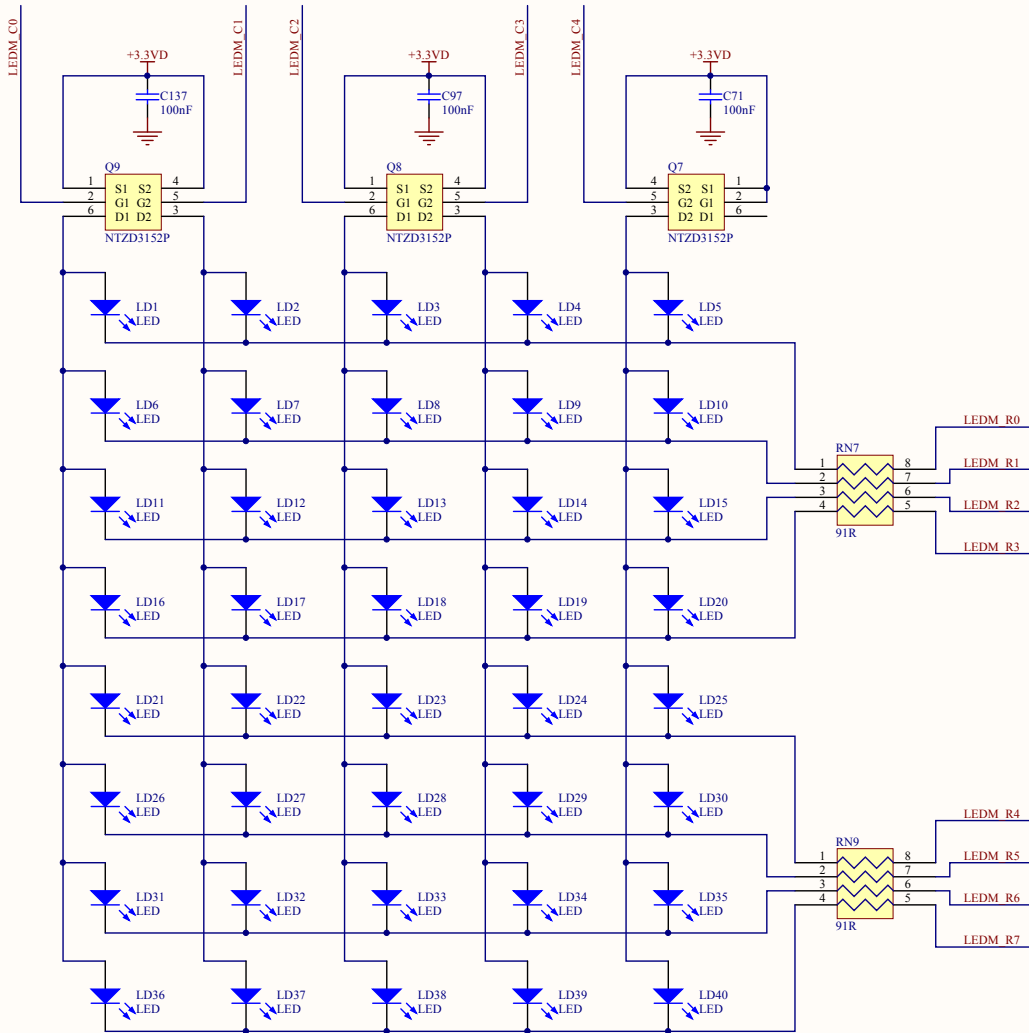 LEDM_C0
LEDM_C1
LEDM_C2
LEDM_C3
LEDM_C4
+3.3VD
+3.3VD
+3.3VD
C137
100nF
C97
100nF
C71
100nF
Q9
1 S1 S2 4
2 G1 G2 5
6 D1 D2 3
NTZD3152P
Q8
1 S1 S2 4
2 G1 G2 5
6 D1 D2 3
NTZD3152P
Q7
4 S2 S1 1
5 G2 G1 2
3 D2 D1 6
NTZD3152P
LD1 LD2 LD3 LD4 LD5
LED LED LED LED LED
LD6 LD7 LD8 LD9 LD10
LED LED LED LED LED
LEDM_R0
RN7
1 8 LEDM_R1
2 7
3 6 LEDM_R2
4 5
91R
LEDM_R3
LD11 LD12 LD13 LD14 LD15
LED LED LED LED LED
LD16 LD17 LD18 LD19 LD20
LED LED LED LED LED
LD21 LD22 LD23 LD24 LD25
LED LED LED LED LED
LD26 LD27 LD28 LD29 LD30
LED LED LED LED LED
LEDM_R4
RN9
1 8 LEDM_R5
2 7
3 6 LEDM_R6
4 5
91R
LEDM_R7
LD31 LD32 LD33 LD34 LD35
LED LED LED LED LED
LD36 LD37 LD38 LD39 LD40
LED LED LED LED LED